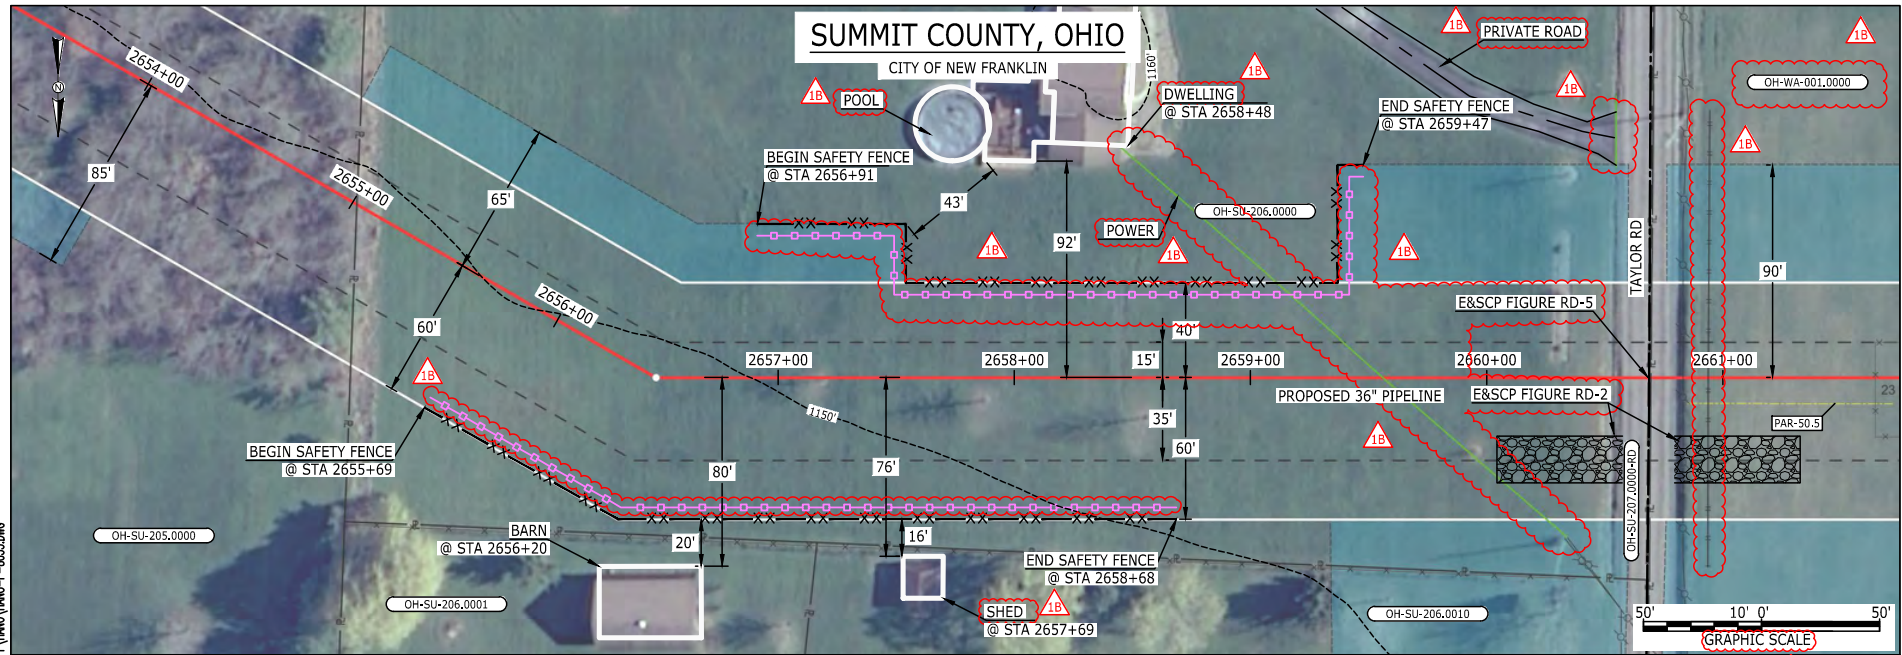 SUMMIT COUNTY, OHIO
CITY OF NEW FRANKLIN
1B
PRIVATE ROAD
1B
OH-WA-001.0000
N
2654+00
1160'
1B
POOL
1B
DWELLING
@ STA 2658+48
1B
END SAFETY FENCE
@ STA 2659+47
1B
BEGIN SAFETY FENCE
@ STA 2656+91
85'
2655+00
65'
43'
OH-SU-206.0000
POWER
92'
1B
1B
1B
TAYLOR RD
90'
2656+00
60'
E&SCP FIGURE RD-5
40'
15'
2657+00
2658+00
2659+00
2660+00
2661+00
1B
PROPOSED 36" PIPELINE
E&SCP FIGURE RD-2
23
1150'
35'
PAR-50.5
1B
60'
BEGIN SAFETY FENCE
@ STA 2655+69
80'
76'
OH-SU-207.0000-RD
OH-SU-205.0000
BARN
@ STA 2656+20
20'
16'
END SAFETY FENCE
@ STA 2658+68
OH-SU-206.0001
SHED
1B
@ STA 2657+69
OH-SU-206.0010
50'
10'
0'
50'
GRAPHIC SCALE